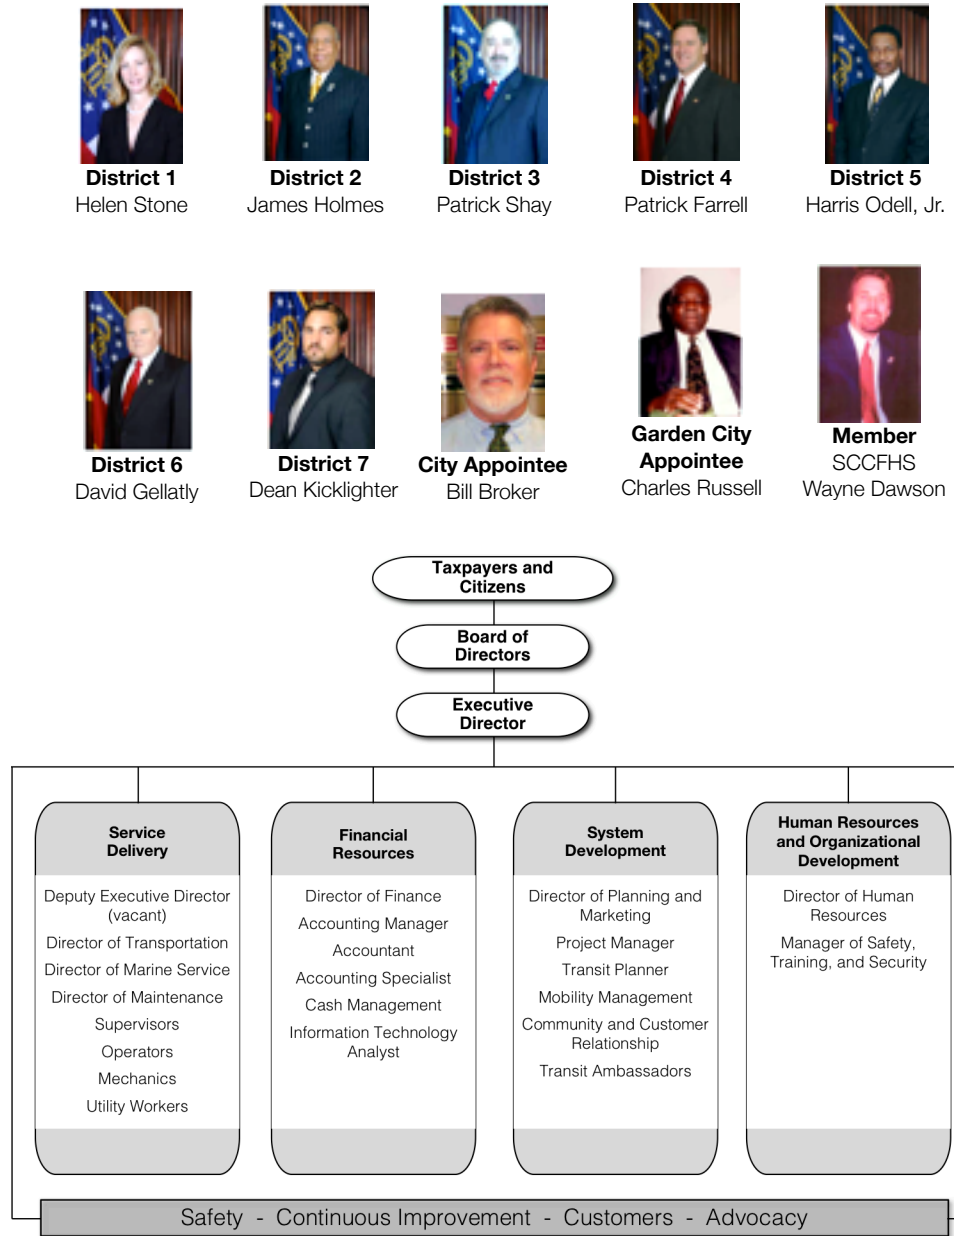 District 1
Helen Stone
District 2
James Holmes
District 3
Patrick Shay
District 4
Patrick Farrell
District 5
Harris Odell, Jr.
District 6
David Gellatly
District 7
Dean Kicklighter
City Appointee
Bill Broker
Garden City
Appointee
Charles Russell
Member
SCCFHS
Wayne Dawson
Taxpayers and
Citizens
Board of
Directors
Executive
Director
Service
Delivery
Deputy Executive Director
(vacant)
Director of Transportation
Director of Marine Service
Director of Maintenance
Supervisors
Operators
Mechanics
Utility Workers
Financial
Resources
Director of Finance
Accounting Manager
Accountant
Accounting Specialist
Cash Management
Information Technology
Analyst
System
Development
Director of Planning and
Marketing
Project Manager
Transit Planner
Mobility Management
Community and Customer
Relationship
Transit Ambassadors
Human Resources
and Organizational
Development
Director of Human
Resources
Manager of Safety,
Training, and Security
Safety - Continuous Improvement - Customers - Advocacy